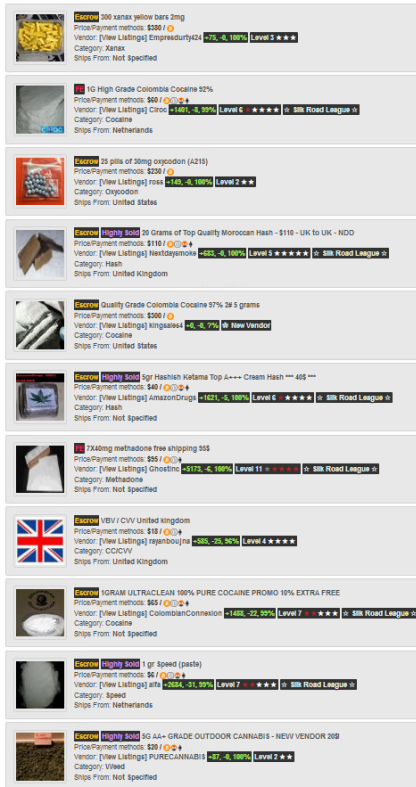 Escrow 300 xanax yellow bars 2mg
Price/Payment methods: $380 /
Vendor: [View Listings] Empresdurty424 +75, -0, 100% Level 3 ★★★
Category: Xanax
Ships From: Not Specified
FE 1G High Grade Colombia Cocaine 92%
Price/Payment methods: $60 /
Vendor: [View Listings] Ciroc +1401, -8, 99% Level 6 ★★★★★ ☆ Silk Road League ☆
Category: Cocaine
Ships From: Netherlands
Escrow 25 pills of 30mg oxycodon (A215)
Price/Payment methods: $230 /
Vendor: [View Listings] ross +149, -0, 100% Level 2 ★★
Category: Oxycodon
Ships From: United States
Escrow Highly Sold 20 Grams of Top Quality Moroccan Hash - $110 - UK to UK - NDD
Price/Payment methods: $110 /
Vendor: [View Listings] Nextdaysmoke +683, -0, 100% Level 5 ★★★★★ ☆ Silk Road League ☆
Category: Hash
Ships From: United Kingdom
Escrow Quality Grade Colombia Cocaine 97% 2# 5 grams
Price/Payment methods: $300 /
Vendor: [View Listings] kingsales4 +0, -0, ?% New Vendor
Category: Cocaine
Ships From: United States
Escrow Highly Sold 5gr Hashish Ketama Top A+++ Cream Hash *** 40$ ***
Price/Payment methods: $40 /
Vendor: [View Listings] AmazonDrugs +1621, -5, 100% Level 6 ★★★★★ ☆ Silk Road League ☆
Category: Hash
Ships From: Not Specified
FE 7X40mg methadone free shipping 95$
Price/Payment methods: $95 /
Vendor: [View Listings] Ghostinc +5173, -6, 100% Level 11 ★★★★★ ☆ Silk Road League ☆
Category: Methadone
Ships From: Not Specified
Escrow VBV / CVV United kingdom
Price/Payment methods: $18 /
Vendor: [View Listings] rayanboujna +585, -25, 96% Level 4 ★★★★
Category: CC/CVV
Ships From: United Kingdom
Escrow 1GRAM ULTRACLEAN 100% PURE COCAINE PROMO 10% EXTRA FREE
Price/Payment methods: $65 /
Vendor: [View Listings] ColombianConnexion +1488, -22, 99% Level 7 ★★★★★ ☆ Silk Road League ☆
Category: Cocaine
Ships From: Not Specified
Escrow Highly Sold 1 gr Speed (paste)
Price/Payment methods: $6 /
Vendor: [View Listings] alfa +2684, -31, 99% Level 7 ★★★★★ ☆ Silk Road League ☆
Category: Speed
Ships From: Netherlands
Escrow Highly Sold 5G AA+ GRADE OUTDOOR CANNABIS - NEW VENDOR 20$!
Price/Payment methods: $20 /
Vendor: [View Listings] PURECANNABIS +87, -0, 100% Level 2 ★★
Category: Weed
Ships From: Not Specified